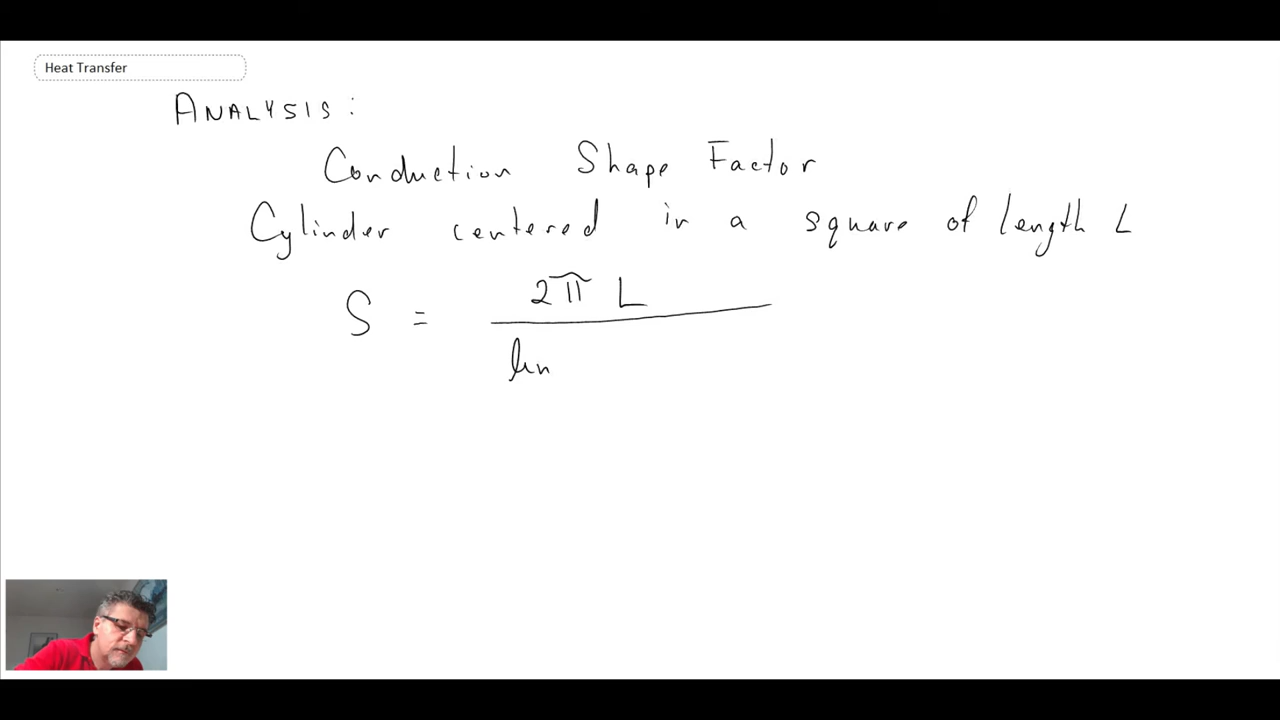 Heat Transfer
ANALYSIS:
Conduction Shape Factor
Cylinder centered in a square of length L
S = 2π L
ln